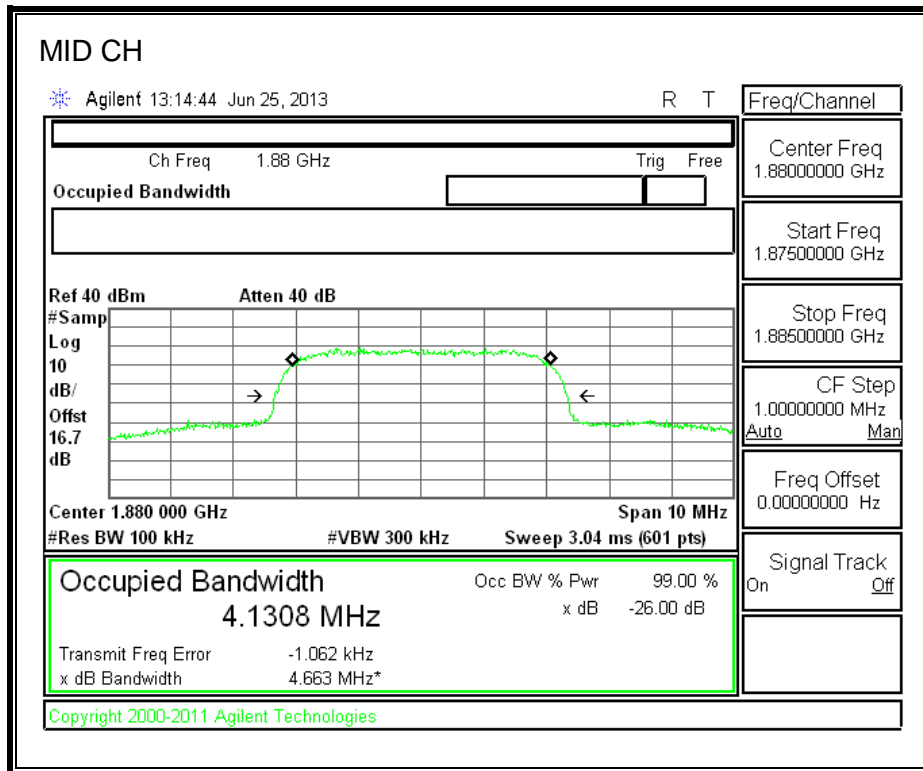 MID CH
Agilent 13:14:44 Jun 25, 2013 R T
Freq/Channel
Ch Freq 1.88 GHz Trig Free
Occupied Bandwidth
Center Freq
1.88000000 GHz
Start Freq
1.87500000 GHz
Stop Freq
1.88500000 GHz
CF Step
1.00000000 MHz
Auto Man
Freq Offset
0.00000000 Hz
Signal Track
On Off
Ref 40 dBm Atten 40 dB
#Samp
Log
10
dB/
Offst
16.7
dB
Center 1.880 000 GHz Span 10 MHz
#Res BW 100 kHz #VBW 300 kHz Sweep 3.04 ms (601 pts)
Occupied Bandwidth Occ BW % Pwr 99.00 %
4.1308 MHz x dB -26.00 dB
Transmit Freq Error -1.062 kHz
x dB Bandwidth 4.663 MHz*
Copyright 2000-2011 Agilent Technologies